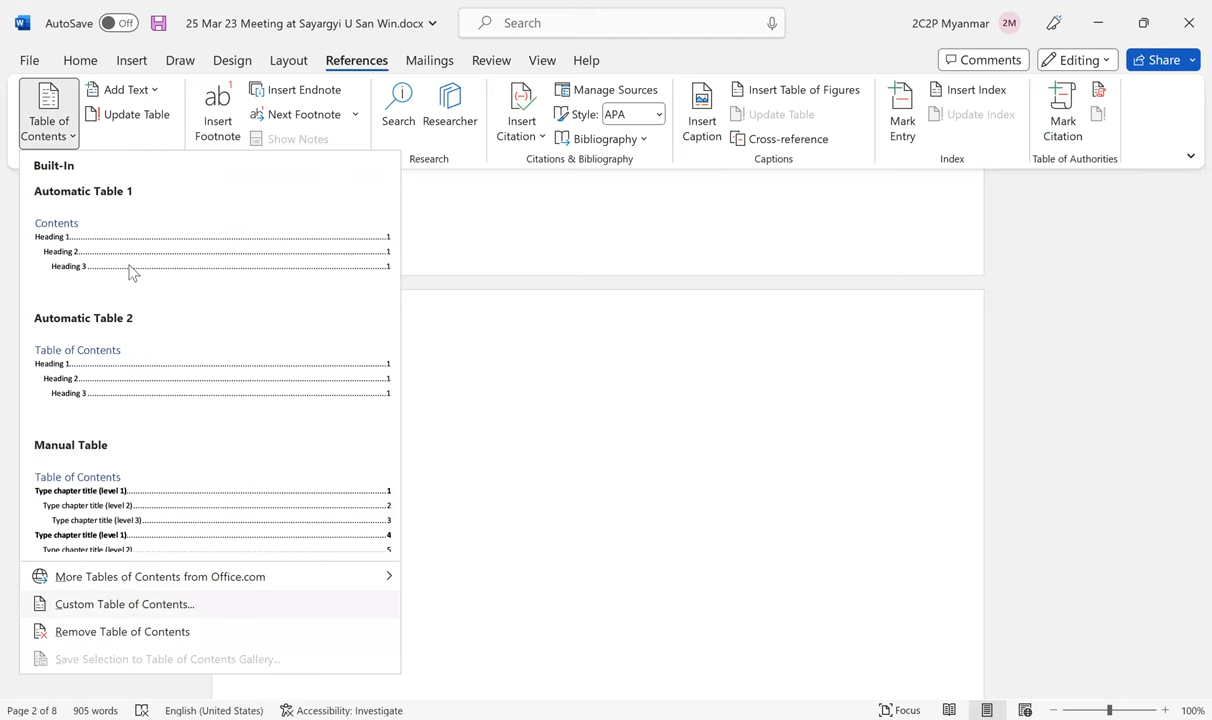 AutoSave Off 25 Mar 23 Meeting at Sayargyi U San Win.docx Search 2C2P Myanmar 2M
File Home Insert Draw Design Layout References Mailings Review View Help Comments Editing Share
Table of Contents
Add Text
Update Table
ab 1
Insert Footnote
Insert Endnote
ab 1 Next Footnote
Show Notes
Search
Researcher
Research
Insert Citation
Manage Sources
Style: APA
Bibliography
Citations & Bibliography
Insert Caption
Insert Table of Figures
Update Table
Cross-reference
Captions
Mark Entry
Insert Index
Update Index
Index
Mark Citation
Table of Authorities
Built-In
Automatic Table 1
Contents
Heading 1 1
Heading 2 1
Heading 3 1
Automatic Table 2
Table of Contents
Heading 1 1
Heading 2 1
Heading 3 1
Manual Table
Table of Contents
Type chapter title (level 1) 1
Type chapter title (level 2) 2
Type chapter title (level 3) 3
Type chapter title (level 1) 4
Type chapter title (level 2) 5
More Tables of Contents from Office.com
Custom Table of Contents...
Remove Table of Contents
Save Selection to Table of Contents Gallery...
Page 2 of 8 905 words English (United States) Accessibility: Investigate Focus 100%